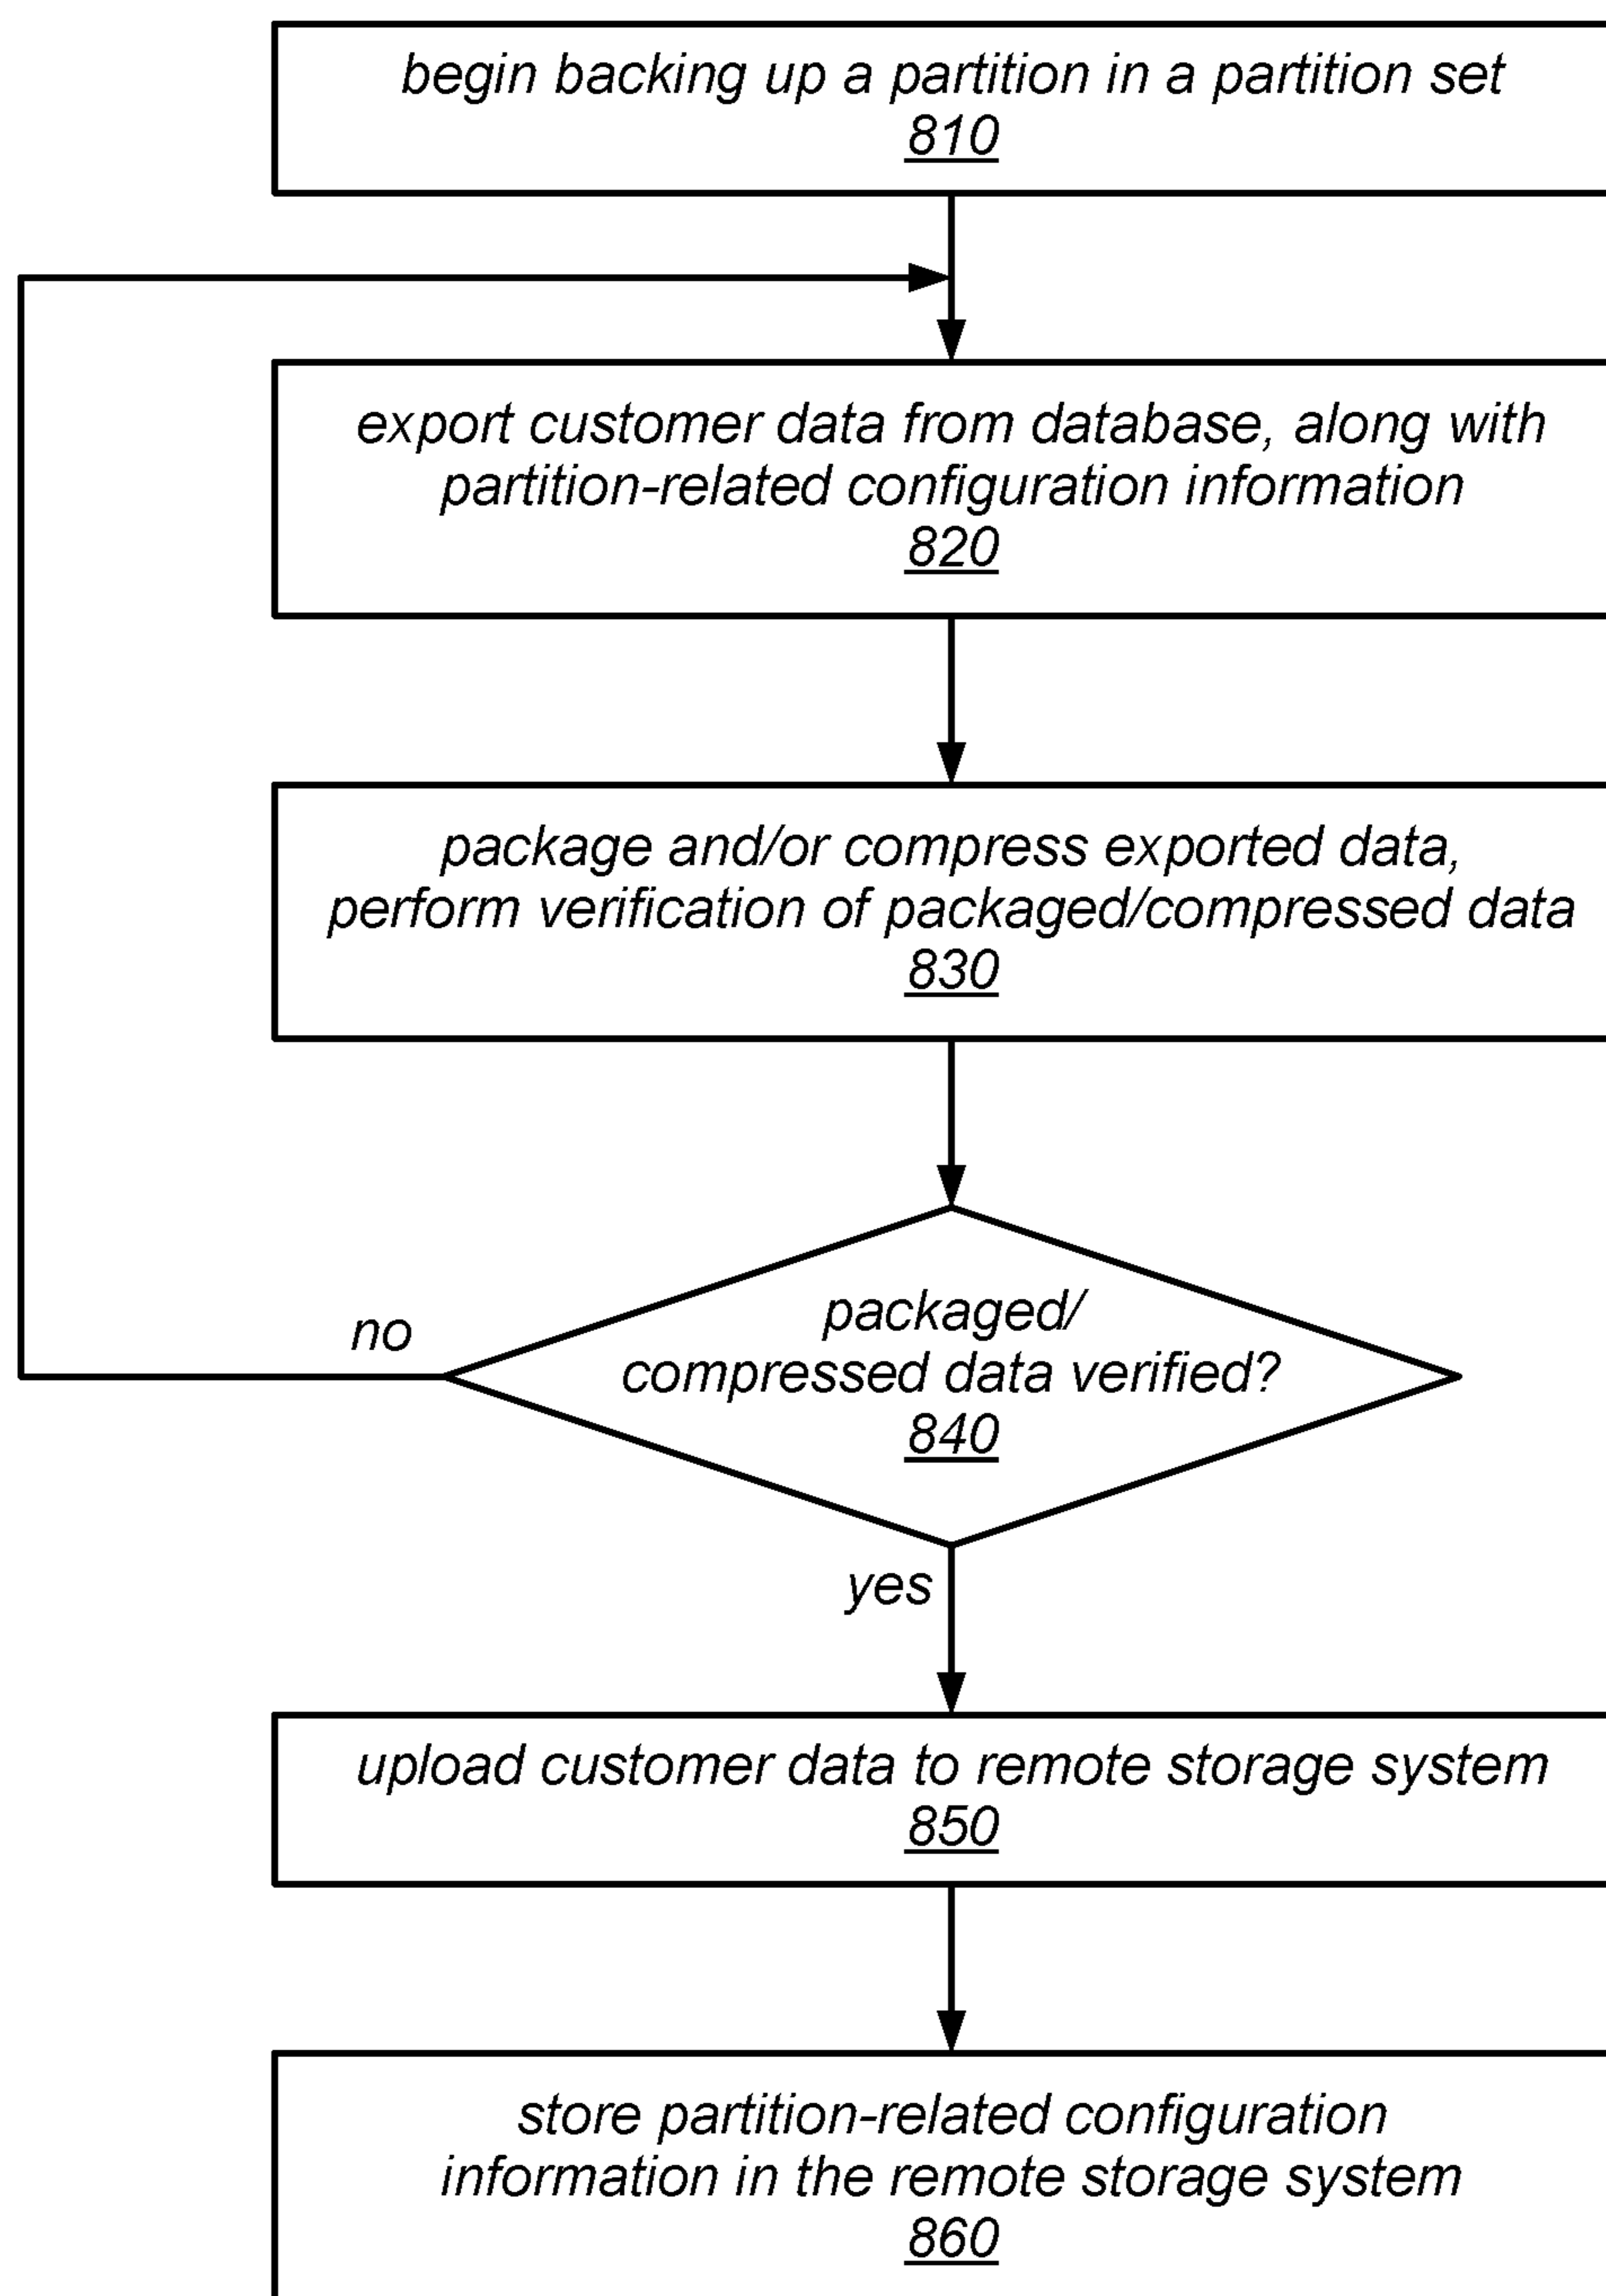 begin backing up a partition in a partition set
810
export customer data from database, along with
partition-related configuration information
820
package and/or compress exported data,
perform verification of packaged/compressed data
830
packaged/
compressed data verified?
840
no
yes
upload customer data to remote storage system
850
store partition-related configuration
information in the remote storage system
860